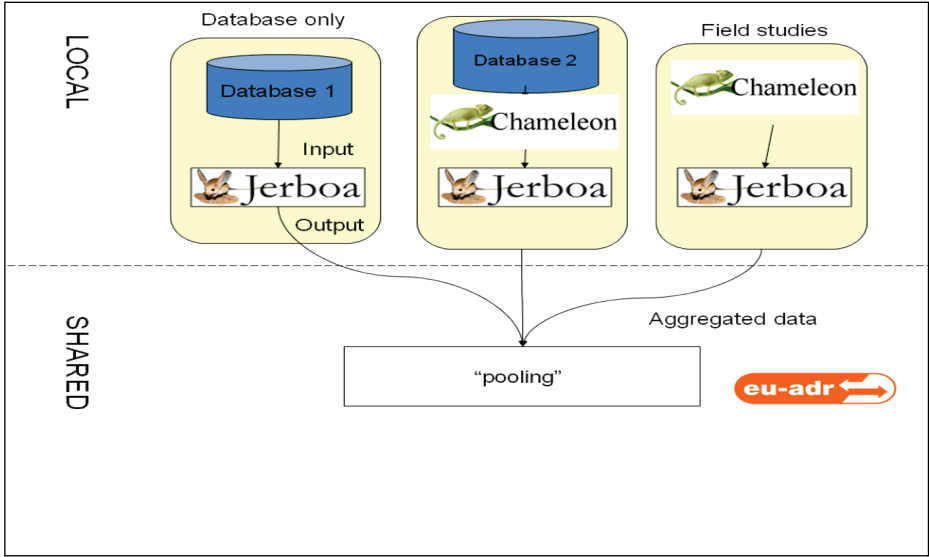 LOCAL
Database only
Database 1
Input
Jerboa
Output
Database 2
Chameleon
Jerboa
Field studies
Chameleon
Jerboa
SHARED
Aggregated data
“pooling”
eu-adr